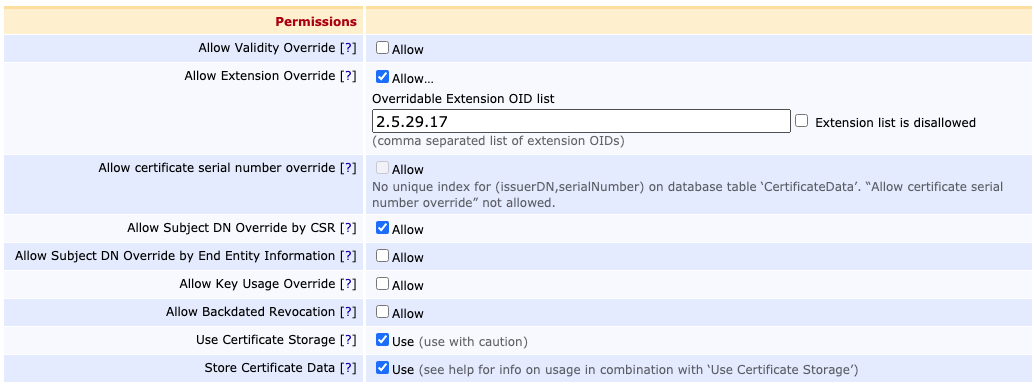 Permissions
Allow Validity Override [?] Allow
Allow Extension Override [?] Allow...
Overridable Extension OID list
2.5.29.17 Extension list is disallowed
(comma separated list of extension OIDs)
Allow certificate serial number override [?] Allow
No unique index for (issuerDN,serialNumber) on database table ‘CertificateData’. “Allow certificate serial
number override” not allowed.
Allow Subject DN Override by CSR [?] Allow
Allow Subject DN Override by End Entity Information [?] Allow
Allow Key Usage Override [?] Allow
Allow Backdated Revocation [?] Allow
Use Certificate Storage [?] Use (use with caution)
Store Certificate Data [?] Use (see help for info on usage in combination with ‘Use Certificate Storage’)